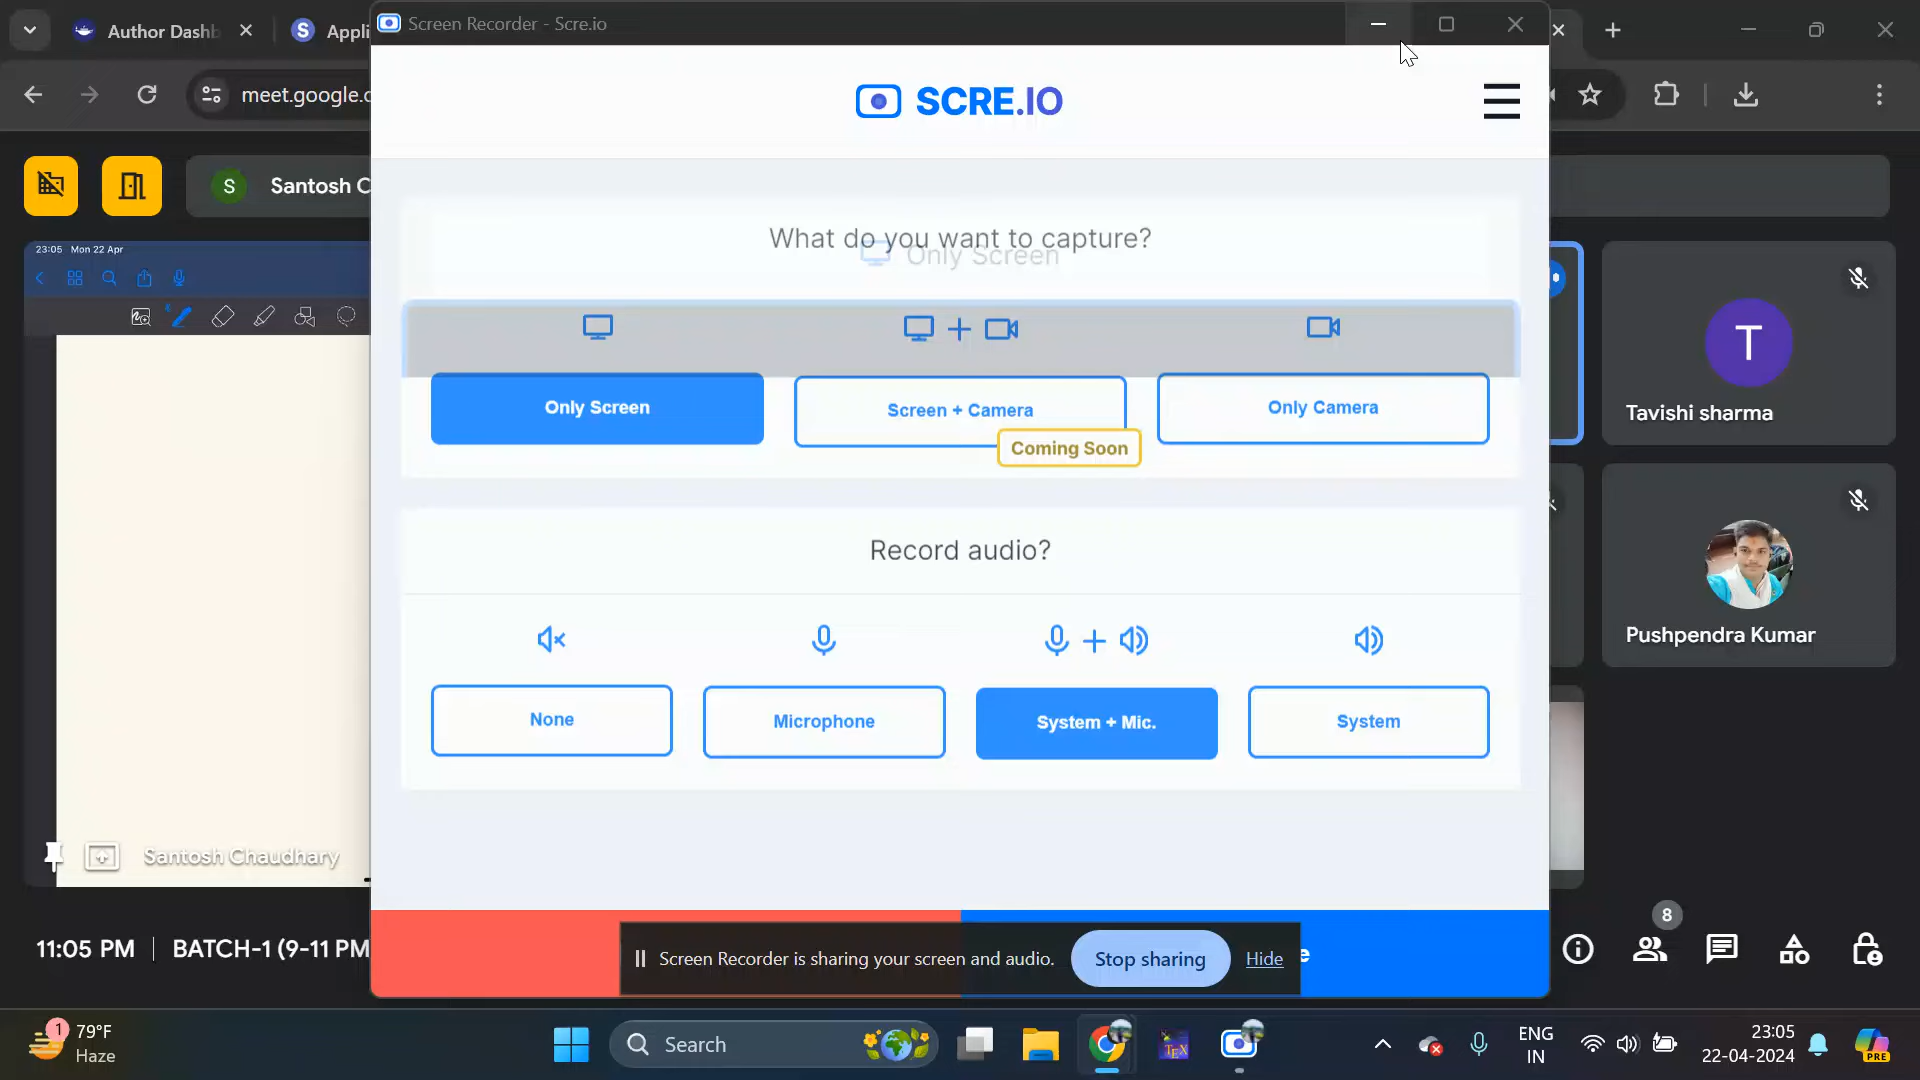 Author Dashb
Appli
Screen Recorder - Scre.io
meet.google.c
SCRE.IO
S
Santosh C
23:05 Mon 22 Apr
What do you want to capture?
Only Screen
Only Screen
Screen + Camera
Only Camera
Coming Soon
T
Tavishi sharma
Record audio?
None
Microphone
System + Mic.
System
Pushpendra Kumar
Santosh Chaudhary
11:05 PM
BATCH-1 (9-11 PM
Screen Recorder is sharing your screen and audio.
Stop sharing
Hide
e
8
1
79°F
Haze
Search
TEX
ENG
IN
23:05
22-04-2024
PRE